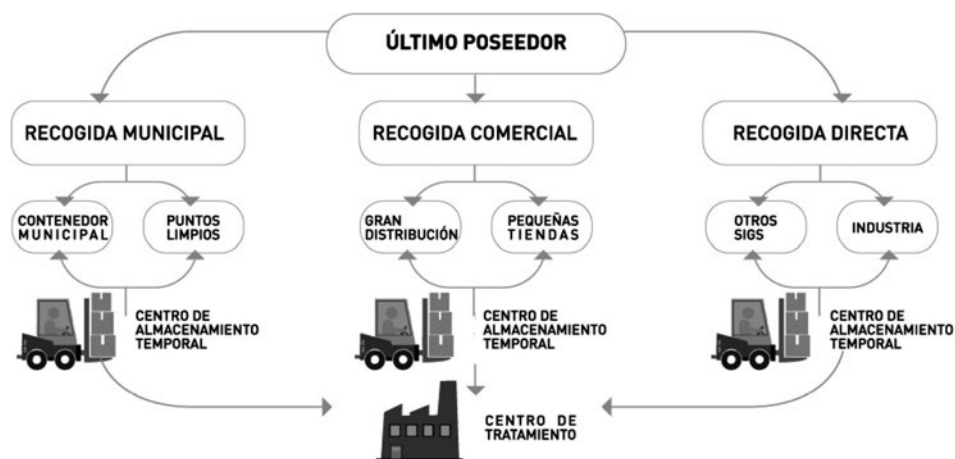 ÚLTIMO POSEEDOR
RECOGIDA MUNICIPAL
RECOGIDA COMERCIAL
RECOGIDA DIRECTA
CONTENEDOR
MUNICIPAL
PUNTOS
LIMPIOS
GRAN
DISTRIBUCIÓN
PEQUEÑAS
TIENDAS
OTROS
SIGS
INDUSTRIA
CENTRO DE
ALMACENAMIENTO
TEMPORAL
CENTRO DE
ALMACENAMIENTO
TEMPORAL
CENTRO DE
ALMACENAMIENTO
TEMPORAL
CENTRO DE
TRATAMIENTO